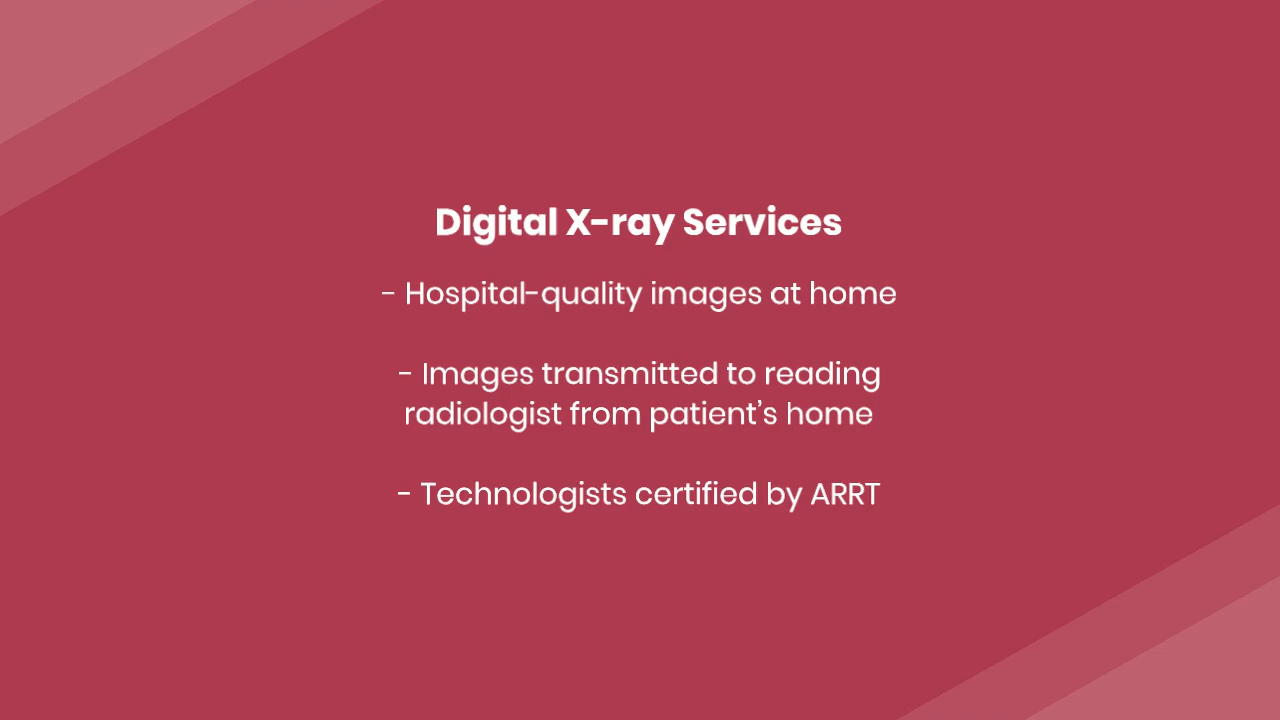 Digital X-ray Services
- Hospital-quality images at home
- Images transmitted to reading
radiologist from patient’s home
- Technologists certified by ARRT